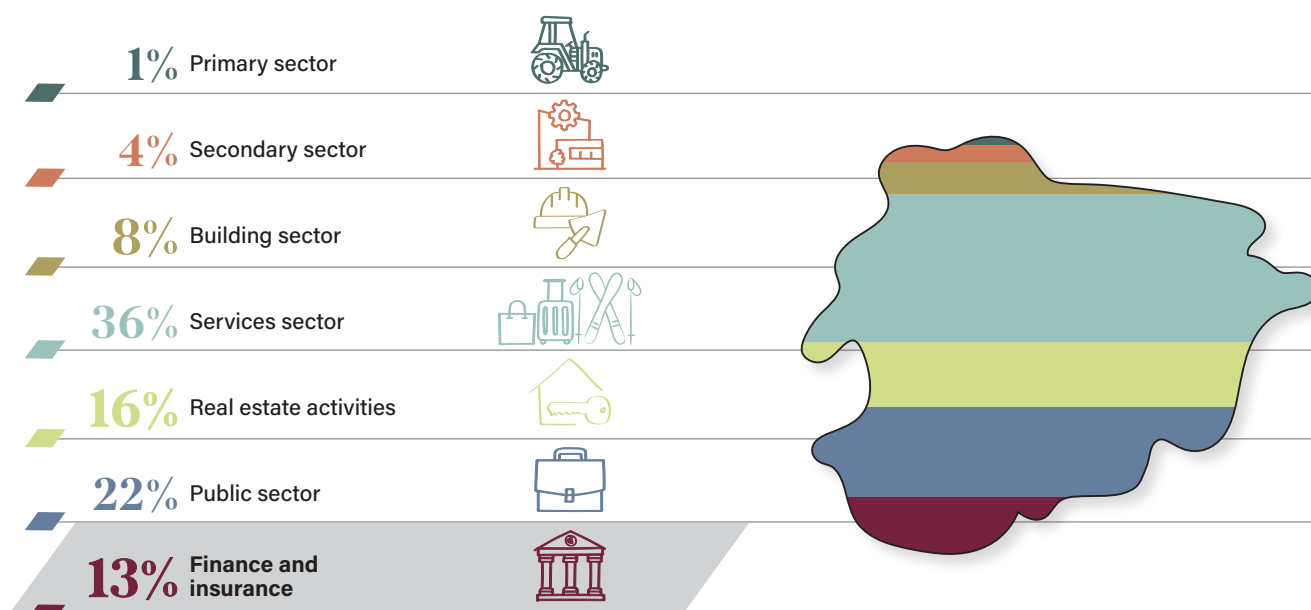 1% Primary sector
4% Secondary sector
8% Building sector
36% Services sector
16% Real estate activities
22% Public sector
13% Finance and
insurance